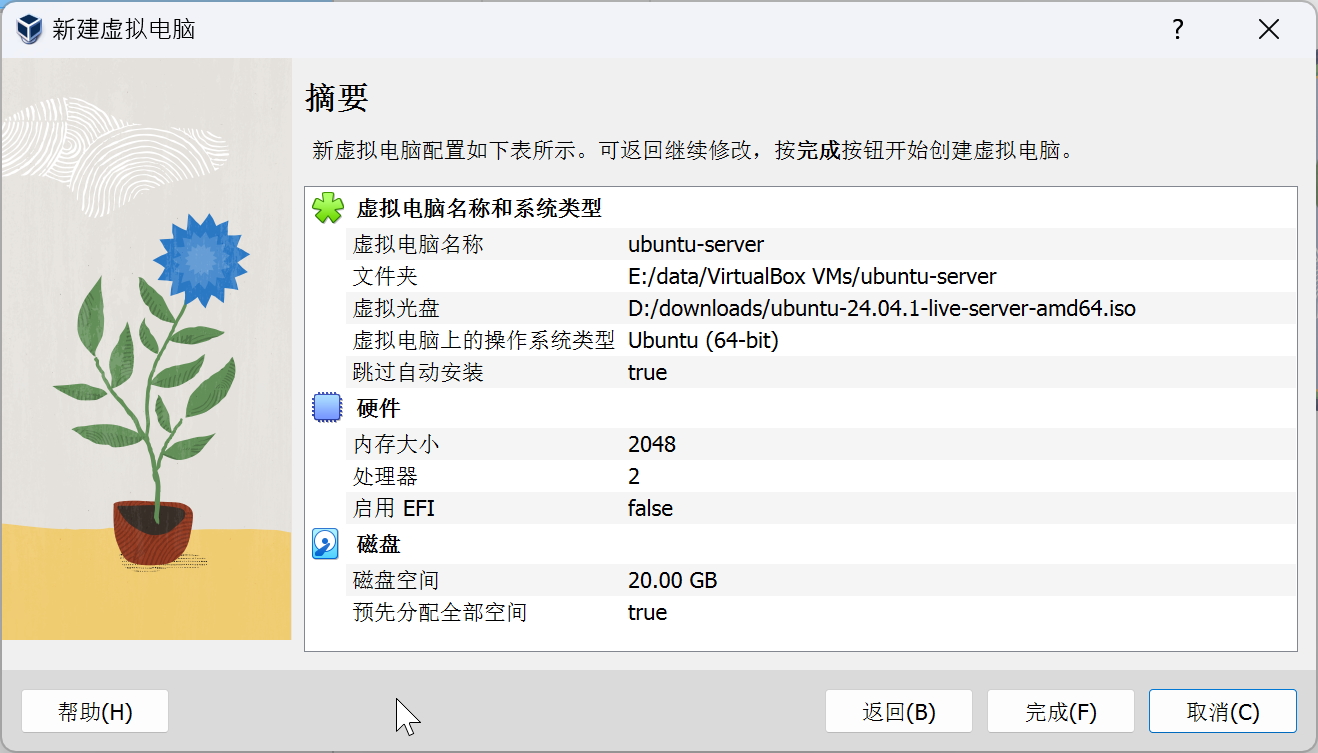 新建虚拟电脑
?
摘要
新虚拟电脑配置如下表所示。可返回继续修改，按完成按钮开始创建虚拟电脑。
虚拟电脑名称和系统类型
虚拟电脑名称 ubuntu-server
文件夹 E:/data/VirtualBox VMs/ubuntu-server
虚拟光盘 D:/downloads/ubuntu-24.04.1-live-server-amd64.iso
虚拟电脑上的操作系统类型 Ubuntu (64-bit)
跳过自动安装 true
硬件
内存大小 2048
处理器 2
启用 EFI false
磁盘
磁盘空间 20.00 GB
预先分配全部空间 true
帮助(H) 返回(B) 完成(F) 取消(C)